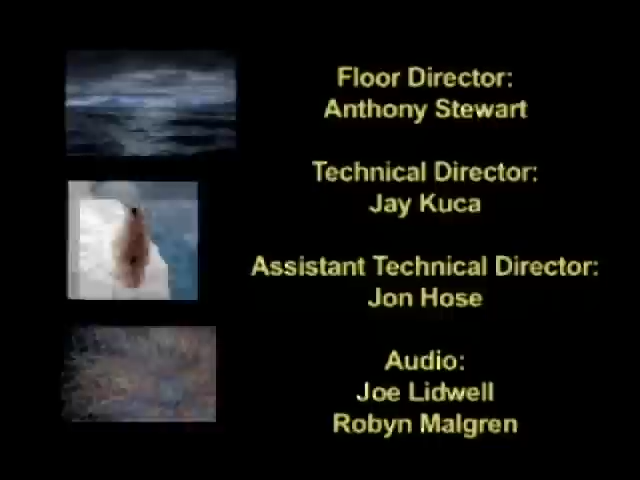 Floor Director:
Anthony Stewart
Technical Director:
Jay Kuca
Assistant Technical Director:
Jon Hose
Audio:
Joe Lidwell
Robyn Malgren